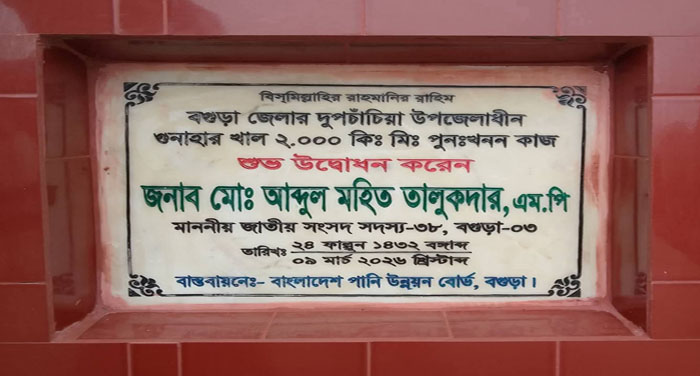 বিস্‌মিল্লাহির রাহমানির রাহিম
বগুড়া জেলার দুপচাঁচিয়া উপজেলাধীন
গুনাহার খাল ২.০০০ কিঃ মিঃ পুনঃখনন কাজ
শুভ উদ্বোধন করেন
জনাব মোঃ আব্দুল মহিত তালুকদার, এম.পি
মাননীয় জাতীয় সংসদ সদস্য-৩৮, বগুড়া-০৩
তারিখঃ ২৪ ফাল্গুন ১৪৩২ বঙ্গাব্দ
০৯ মার্চ ২০২৬ খ্রিস্টাব্দ
বাস্তবায়নেঃ- বাংলাদেশ পানি উন্নয়ন বোর্ড, বগুড়া।